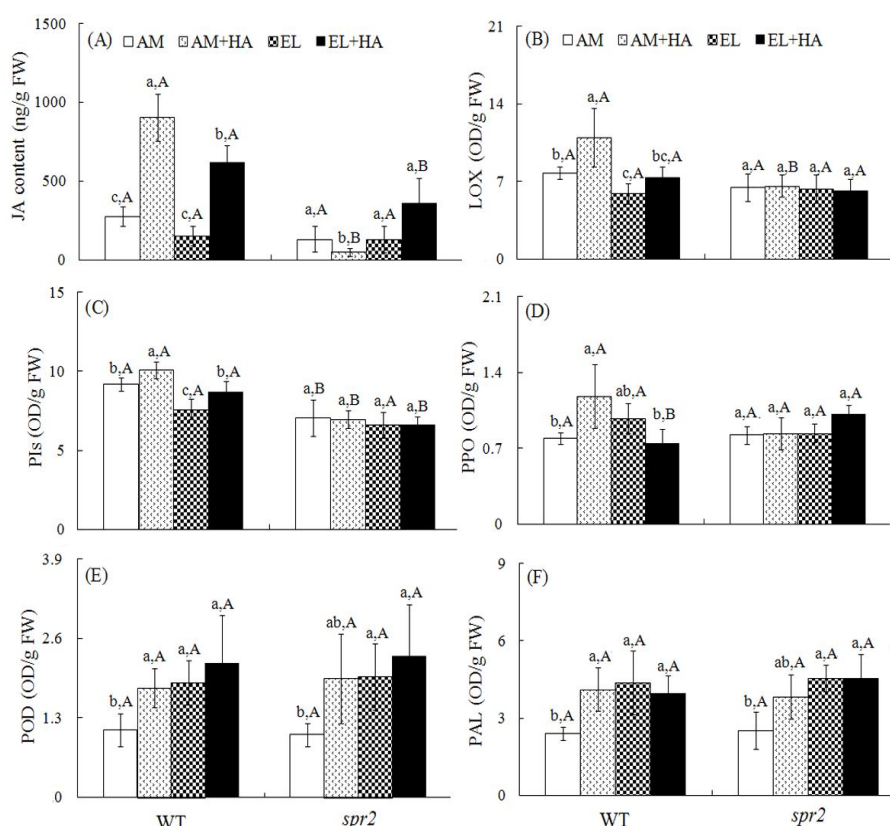 (A) AM AM+HA EL EL+HA
JA content (ng/g FW)
1500
1000
500
0
c,A a,A c,A b,A a,A b,B a,A a,B
(B) AM AM+HA EL EL+HA
LOX (OD/g FW)
21
14
7
0
b,A a,A c,A bc,A a,A a,B a,A a,A
(C)
PIs (OD/g FW)
15
10
5
0
b,A a,A c,A b,A a,B a,B a,A a,B
(D)
PPO (OD/g FW)
2.1
1.4
0.7
0
b,A a,A ab,A b,B a,A a,A a,A a,A
(E)
POD (OD/g FW)
3.9
2.6
1.3
0
b,A a,A a,A a,A b,A ab,A a,A a,A
WT spr2
(F)
PAL (OD/g FW)
9
6
3
0
b,A a,A a,A a,A b,A ab,A a,A a,A
WT spr2